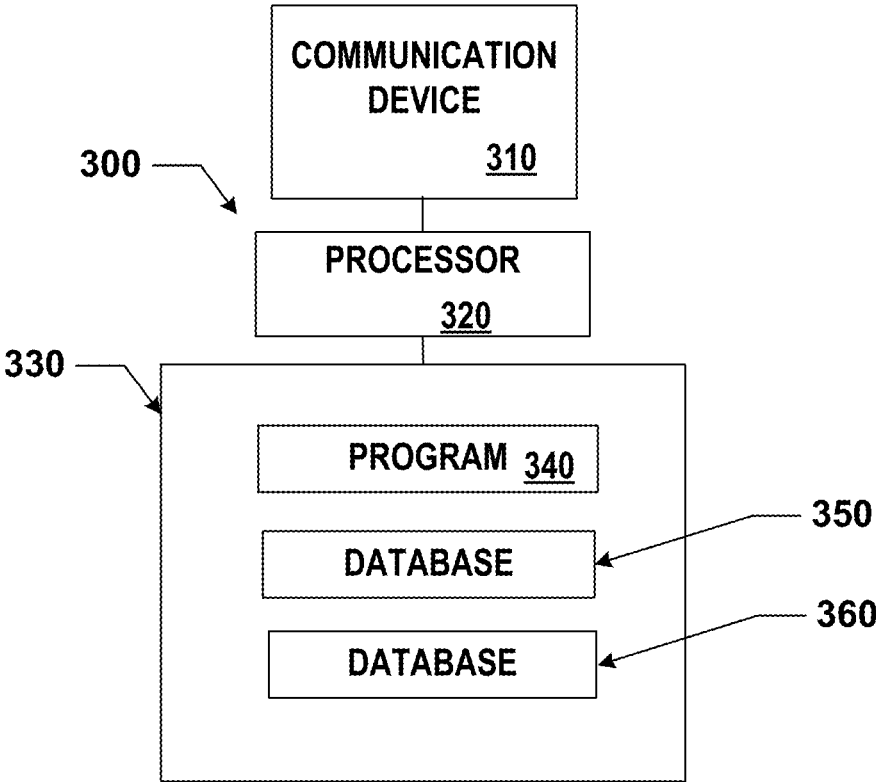 COMMUNICATION
DEVICE
310
300
PROCESSOR
320
330
PROGRAM 340
350
DATABASE
360
DATABASE